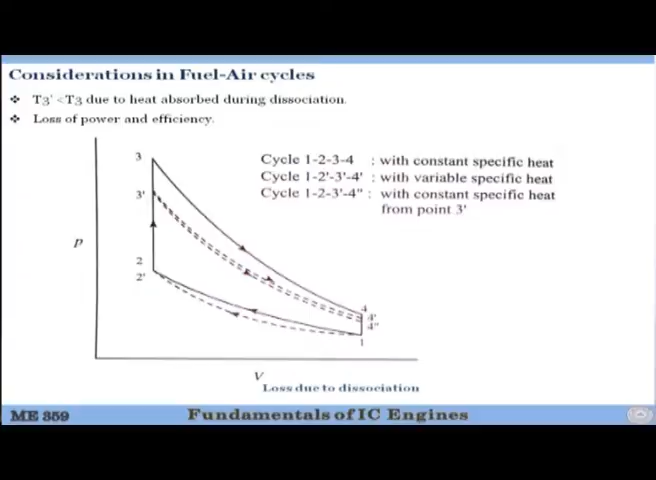 Considerations in Fuel-Air cycles
❖ T3' <T3 due to heat absorbed during dissociation.
❖ Loss of power and efficiency.
3
Cycle 1-2-3-4 : with constant specific heat
Cycle 1-2'-3'-4' : with variable specific heat
3'
Cycle 1-2-3'-4" : with constant specific heat
from point 3'
p
2
2'
4
4'
4"
1
V
Loss due to dissociation
ME 359
Fundamentals of IC Engines